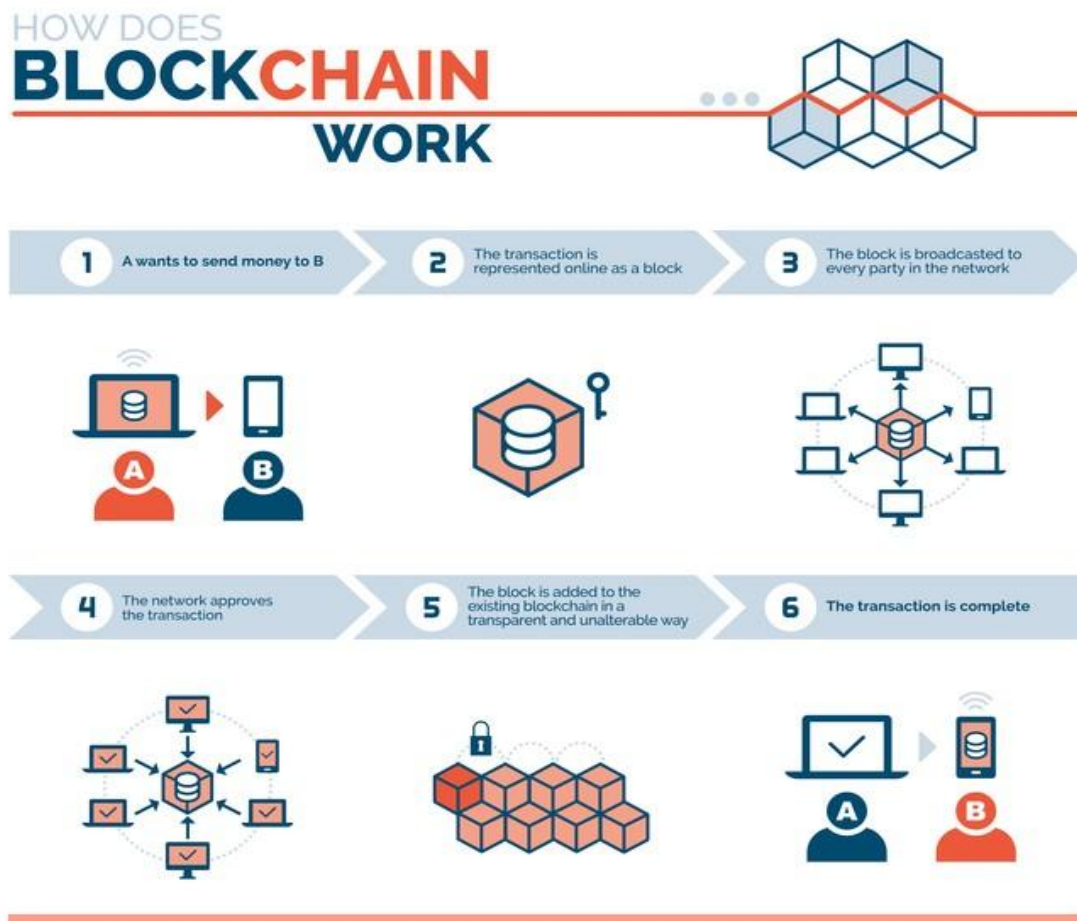 HOW DOES
BLOCKCHAIN
WORK
1 A wants to send money to B
2 The transaction is
represented online as a block
3 The block is broadcasted to
every party in the network
A B
4 The network approves
the transaction
5 The block is added to the
existing blockchain in a
transparent and unalterable way
6 The transaction is complete
A B